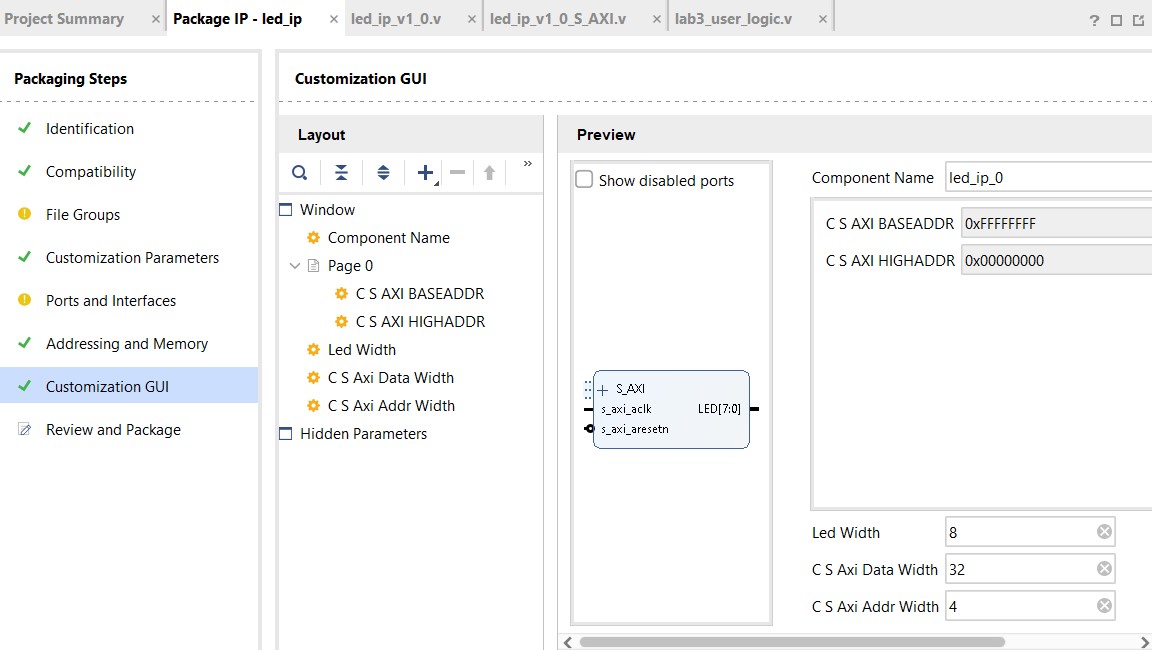 Project Summary × Package IP - led_ip × led_ip_v1_0.v × led_ip_v1_0_S_AXI.v × lab3_user_logic.v × ?
Packaging Steps
Identification
Compatibility
File Groups
Customization Parameters
Ports and Interfaces
Addressing and Memory
Customization GUI
Review and Package
Customization GUI
Layout
»
Window
Component Name
Page 0
C S AXI BASEADDR
C S AXI HIGHADDR
Led Width
C S Axi Data Width
C S Axi Addr Width
Hidden Parameters
Preview
Show disabled ports
S_AXI
s_axi_aclk LED[7:0]
s_axi_aresetn
Component Name led_ip_0
C S AXI BASEADDR 0xFFFFFFFF
C S AXI HIGHADDR 0x00000000
Led Width 8
C S Axi Data Width 32
C S Axi Addr Width 4